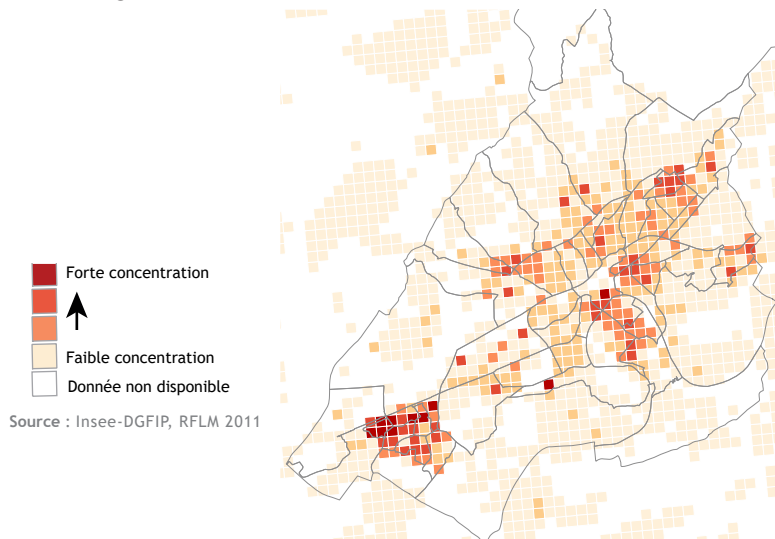 Forte concentration
Faible concentration
Donnée non disponible
Source : Insee-DGFIP, RFLM 2011